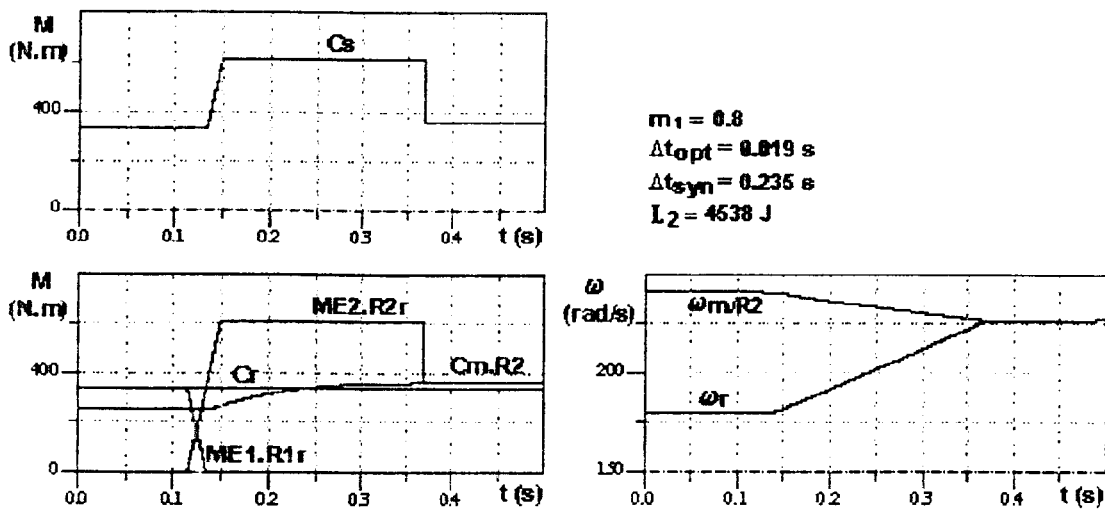 M
(N.m)
Cs
400
0
0.0 0.1 0.2 0.3 0.4 t (s)
m1 = 0.8
Δtopt = 0.019 s
Δtsyn = 0.235 s
L2 = 4538 J
M
(N.m)
ME2.R2r
400
Cr
Cm.R2
ME1.R1r
0
0.0 0.1 0.2 0.3 0.4 t (s)
ω
(rad/s)
ωm/R2
200
ωr
150
0.0 0.1 0.2 0.3 0.4 t (s)